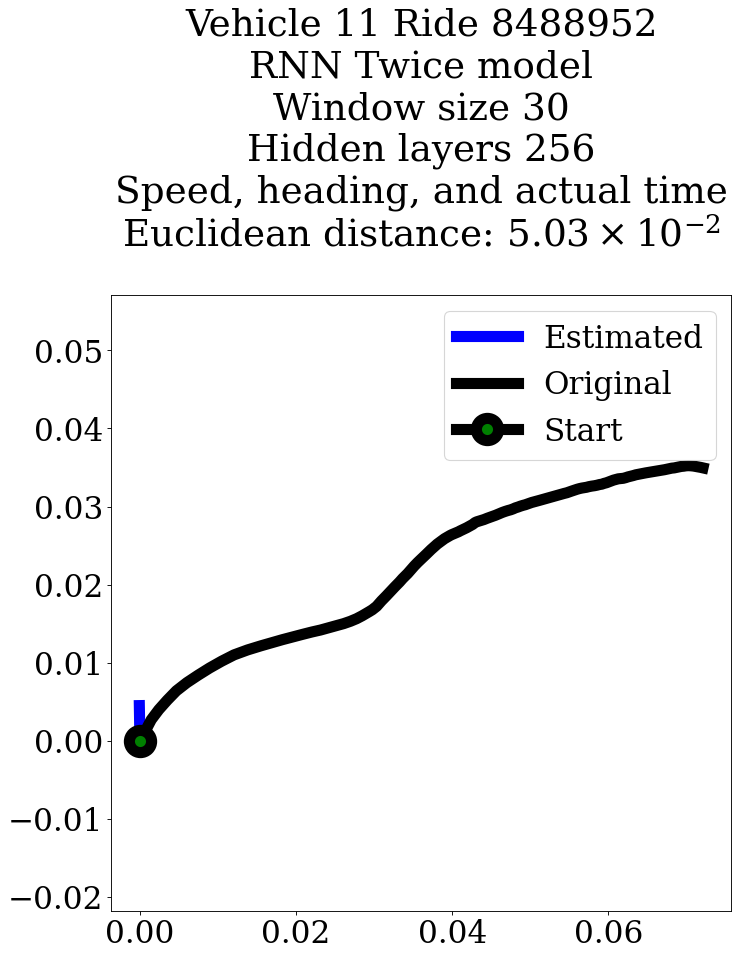 Vehicle 11 Ride 8488952
RNN Twice model
Window size 30
Hidden layers 256
Speed, heading, and actual time
Euclidean distance: 5.03 × 10⁻²
Estimated
Original
Start
0.05
0.04
0.03
0.02
0.01
0.00
−0.01
−0.02
0.00 0.02 0.04 0.06